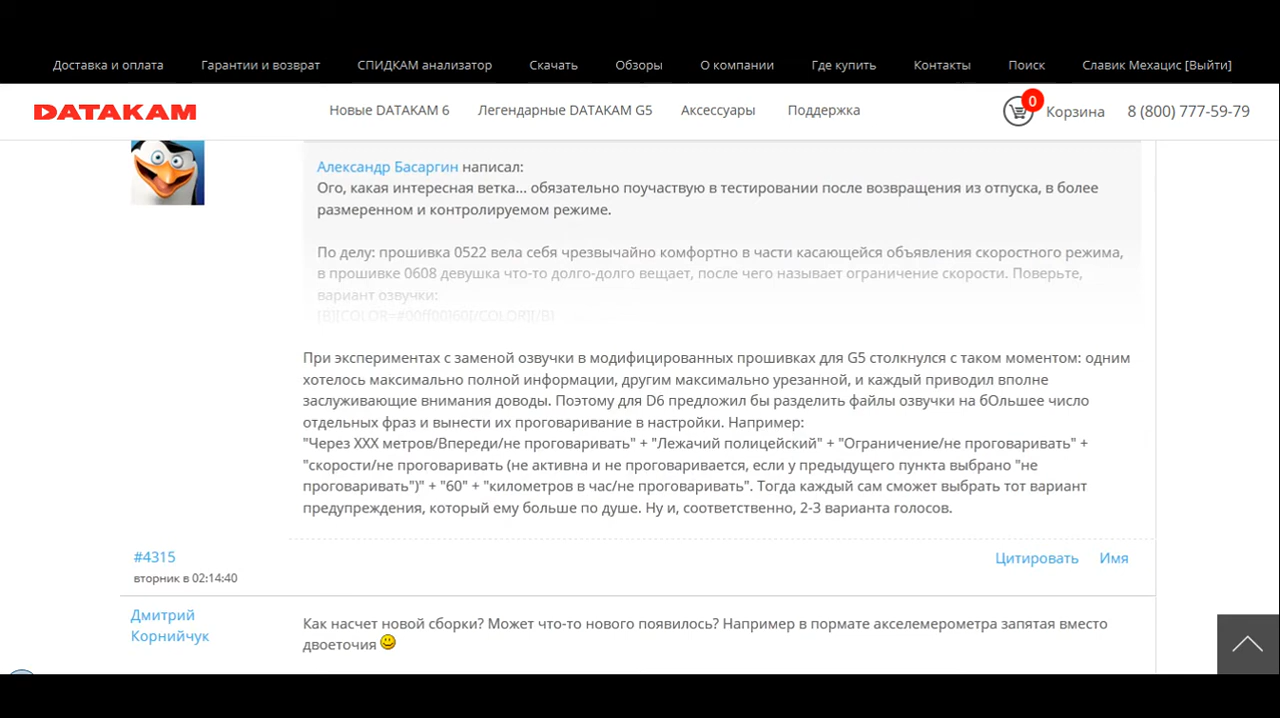 Доставка и оплата Гарантии и возврат СПИДКАМ анализатор Скачать Обзоры О компании Где купить Контакты Поиск Славик Мехацис [Выйти]
DATAKAM Новые DATAKAM 6 Легендарные DATAKAM G5 Аксессуары Поддержка 0 Корзина 8 (800) 777-59-79
Александр Басаргин написал:
Ого, какая интересная ветка... обязательно поучаствую в тестировании после возвращения из отпуска, в более
размеренном и контролируемом режиме.
По делу: прошивка 0522 вела себя чрезвычайно комфортно в части касающейся объявления скоростного режима,
в прошивке 0608 девушка что-то долго-долго вещает, после чего называет ограничение скорости. Поверьте,
вариант озвучки:
[B][COLOR=#00ff00]60[/COLOR][/B]
При экспериментах с заменой озвучки в модифицированных прошивках для G5 столкнулся с таком моментом: одним
хотелось максимально полной информации, другим максимально урезанной, и каждый приводил вполне
заслуживающие внимания доводы. Поэтому для D6 предложил бы разделить файлы озвучки на бОльшее число
отдельных фраз и вынести их проговаривание в настройки. Например:
"Через XXX метров/Впереди/не проговаривать" + "Лежачий полицейский" + "Ограничение/не проговаривать" +
"скорости/не проговаривать (не активна и не проговаривается, если у предыдущего пункта выбрано "не
проговаривать")" + "60" + "километров в час/не проговаривать". Тогда каждый сам сможет выбрать тот вариант
предупреждения, который ему больше по душе. Ну и, соответственно, 2-3 варианта голосов.
#4315 Цитировать Имя
вторник в 02:14:40
Дмитрий
Корнийчук
Как насчет новой сборки? Может что-то нового появилось? Например в пормате акселемерометра запятая вместо
двоеточия